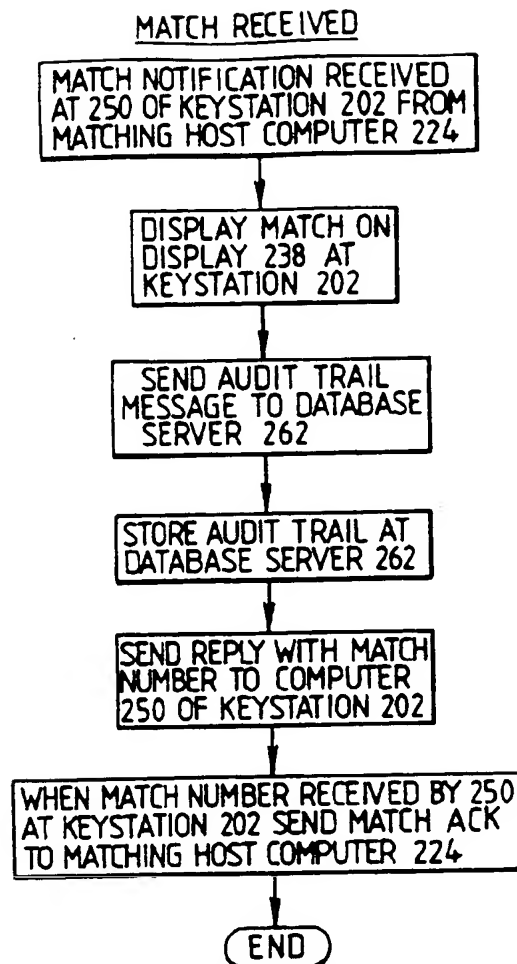 MATCH RECEIVED
MATCH NOTIFICATION RECEIVED
AT 250 OF KEYSTATION 202 FROM
MATCHING HOST COMPUTER 224
DISPLAY MATCH ON
DISPLAY 238 AT
KEYSTATION 202
SEND AUDIT TRAIL
MESSAGE TO DATABASE
SERVER 262
STORE AUDIT TRAIL AT
DATABASE SERVER 262
SEND REPLY WITH MATCH
NUMBER TO COMPUTER
250 OF KEYSTATION 202
WHEN MATCH NUMBER RECEIVED BY 250
AT KEYSTATION 202 SEND MATCH ACK
TO MATCHING HOST COMPUTER 224
END